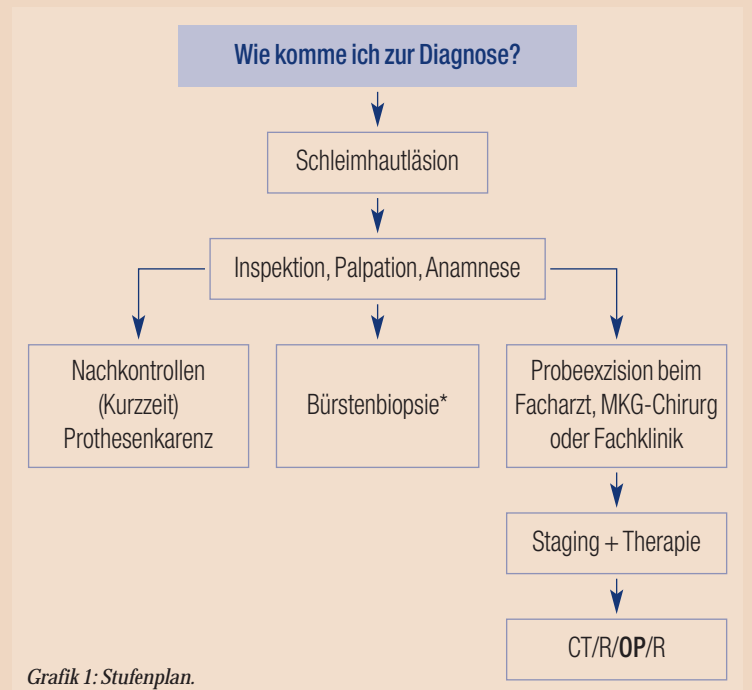 Wie komme ich zur Diagnose?
Schleimhautläsion
Inspektion, Palpation, Anamnese
Nachkontrollen
(Kurzzeit)
Prothesenkarenz
Bürstenbiopsie*
Probeexzision beim
Facharzt, MKG-Chirurg
oder Fachklinik
Staging + Therapie
CT/R/OP/R
Grafik 1: Stufenplan.